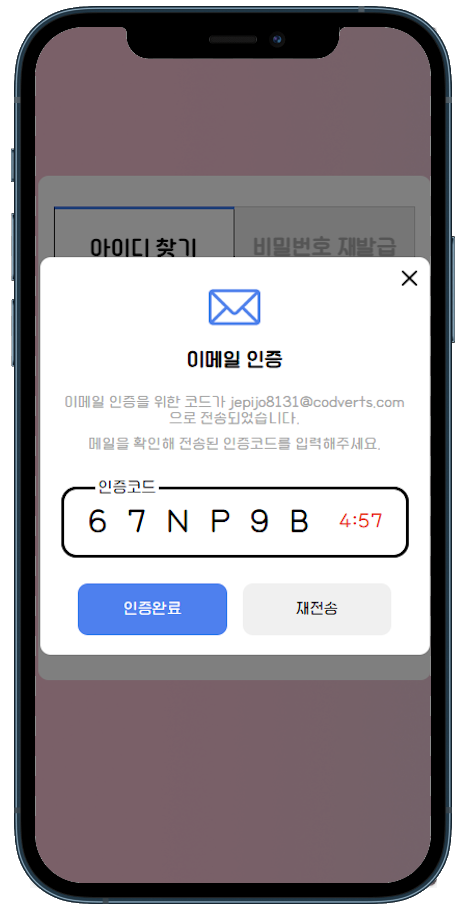 아이디 찾기
비밀번호 재발급
이메일 인증
이메일 인증을 위한 코드가 jepijo8131@codverts.com
으로 전송되었습니다.
메일을 확인해 전송된 인증코드를 입력해주세요.
인증코드
6 7 N P 9 B 4:57
인증완료
재전송